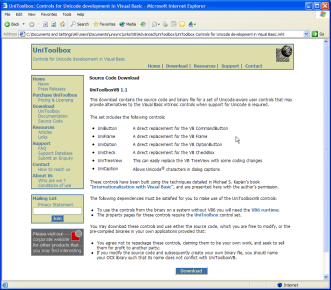 UniToolbox: Controls for Unicode development in Visual Basic - Microsoft Internet Explorer
File Edit View Favorites Tools Help
Back Search Favorites
Address
UniToolbox
Controls for Unicode development in Visual Basic
Home | Download | Resources | Support | Contact
Home
News
Press Releases
Purchase UniToolbox
Pricing & Licensing
Download
UniToolbox
Documentation
Source Code
Resources
Articles
Links
Support
FAQ
Support Database
Submit an Enquiry
Contact
How to reach us
About Us
Who are we ?
Conditions of use
Mailing List
Privacy Statement
Join
Please visit our
corporate website
for other products that
you may find interesting
Source Code Download
UniToolboxVB 1.1
This download contains the source code and binary file for a set of Unicode-aware user controls that may
provide alternatives to the Visual Basic intrinsic controls when support for Unicode is required.
The set includes the following controls:
UniButton A direct replacement for the VB CommandButton
UniFrame A direct replacement for the VB Frame
UniOption A direct replacement for the VB OptionButton
UniCheck A direct replacement for the VB CheckBox
UniTreeView This can easily replace the VB TreeView with some coding changes
UniCaption Allows Unicode characters in dialog captions
These controls have been built using the techniques detailed in Michael S. Kaplan's book
"Internationalization with Visual Basic", and are presented here with the author's permission.
The following dependencies must be satisfied for you to make use of the UniToolboxVB controls:
To use the controls from the binary on a system without VB6 you will need the VB6 runtimes.
The property pages for these controls require the UniToolbox control set.
You may download these controls and use either the source code, which you are free to modify, or the
pre-compiled binaries in your own applications provided that:
You agree not to repackage these controls, claiming them to be your own work, and seek to sell
them for profit to another party;
If you modify the source code and subsequently create your own binary file, you should name
your OCX library such that its name does not conflict with UniToolboxVB.
Download
Internet